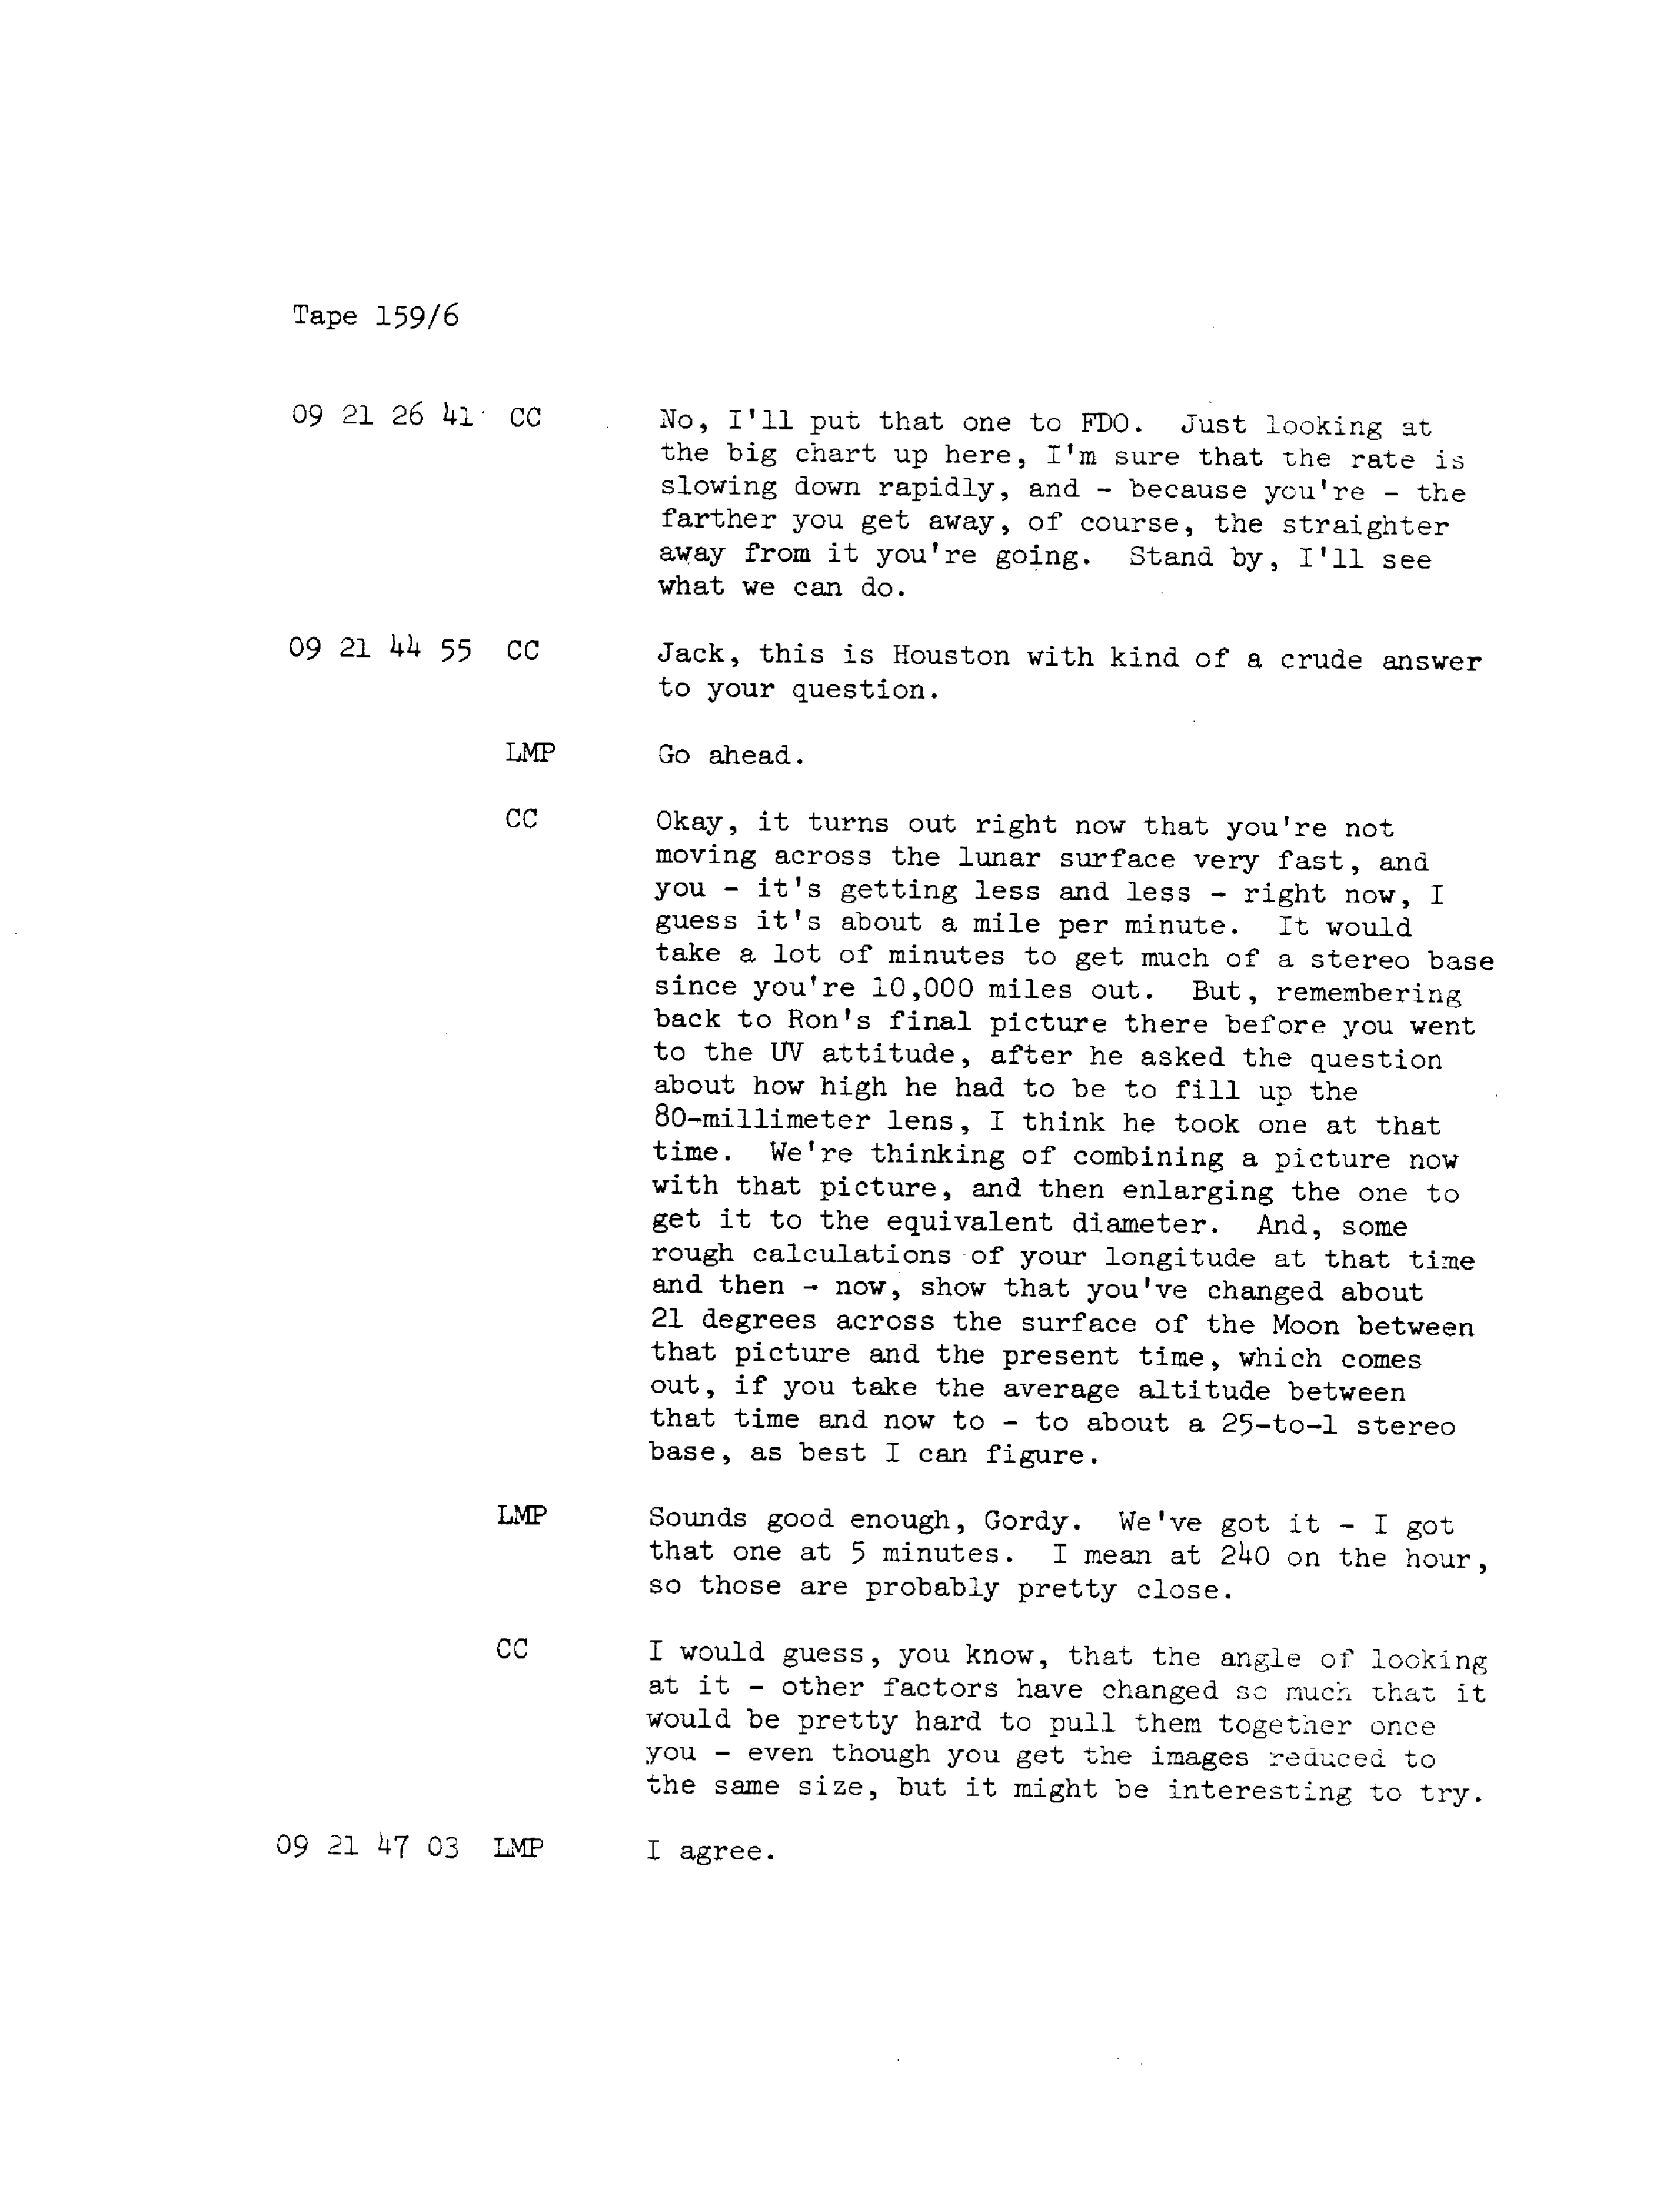 Tape 159/6
09 21 26 41 CC No, I'll put that one to FDO. Just looking at
the big chart up here, I'm sure that the rate is
slowing down rapidly, and - because you're - the
farther you get away, of course, the straighter
away from it you're going. Stand by, I'll see
what we can do.
09 21 44 55 CC Jack, this is Houston with kind of a crude answer
to your question.
LMP Go ahead.
CC Okay, it turns out right now that you're not
moving across the lunar surface very fast, and
you - it's getting less and less - right now, I
guess it's about a mile per minute. It would
take a lot of minutes to get much of a stereo base
since you're 10,000 miles out. But, remembering
back to Ron's final picture there before you went
to the UV attitude, after he asked the question
about how high he had to be to fill up the
80-millimeter lens, I think he took one at that
time. We're thinking of combining a picture now
with that picture, and then enlarging the one to
get it to the equivalent diameter. And, some
rough calculations of your longitude at that time
and then - now, show that you've changed about
21 degrees across the surface of the Moon between
that picture and the present time, which comes
out, if you take the average altitude between
that time and now to - to about a 25-to-1 stereo
base, as best I can figure.
LMP Sounds good enough, Gordy. We've got it - I got
that one at 5 minutes. I mean at 240 on the hour,
so those are probably pretty close.
CC I would guess, you know, that the angle of looking
at it - other factors have changed so much that it
would be pretty hard to pull them together once
you - even though you get the images reduced to
the same size, but it might be interesting to try.
09 21 47 03 LMP I agree.